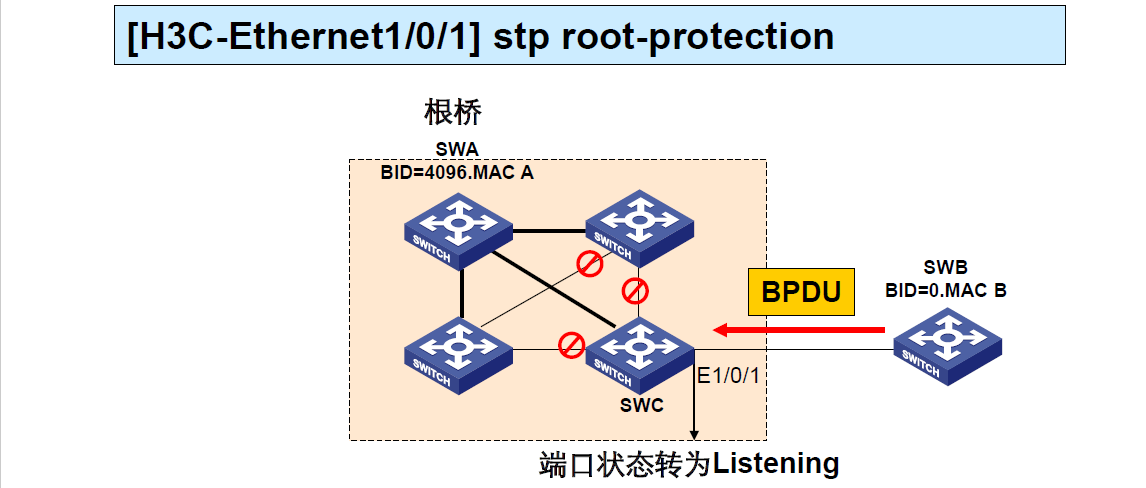 [H3C-Ethernet1/0/1] stp root-protection
根桥
SWA
BID=4096.MAC A
SWITCH
SWITCH
BPDU
SWB
BID=0.MAC B
SWITCH
SWITCH
SWITCH
E1/0/1
SWC
端口状态转为Listening